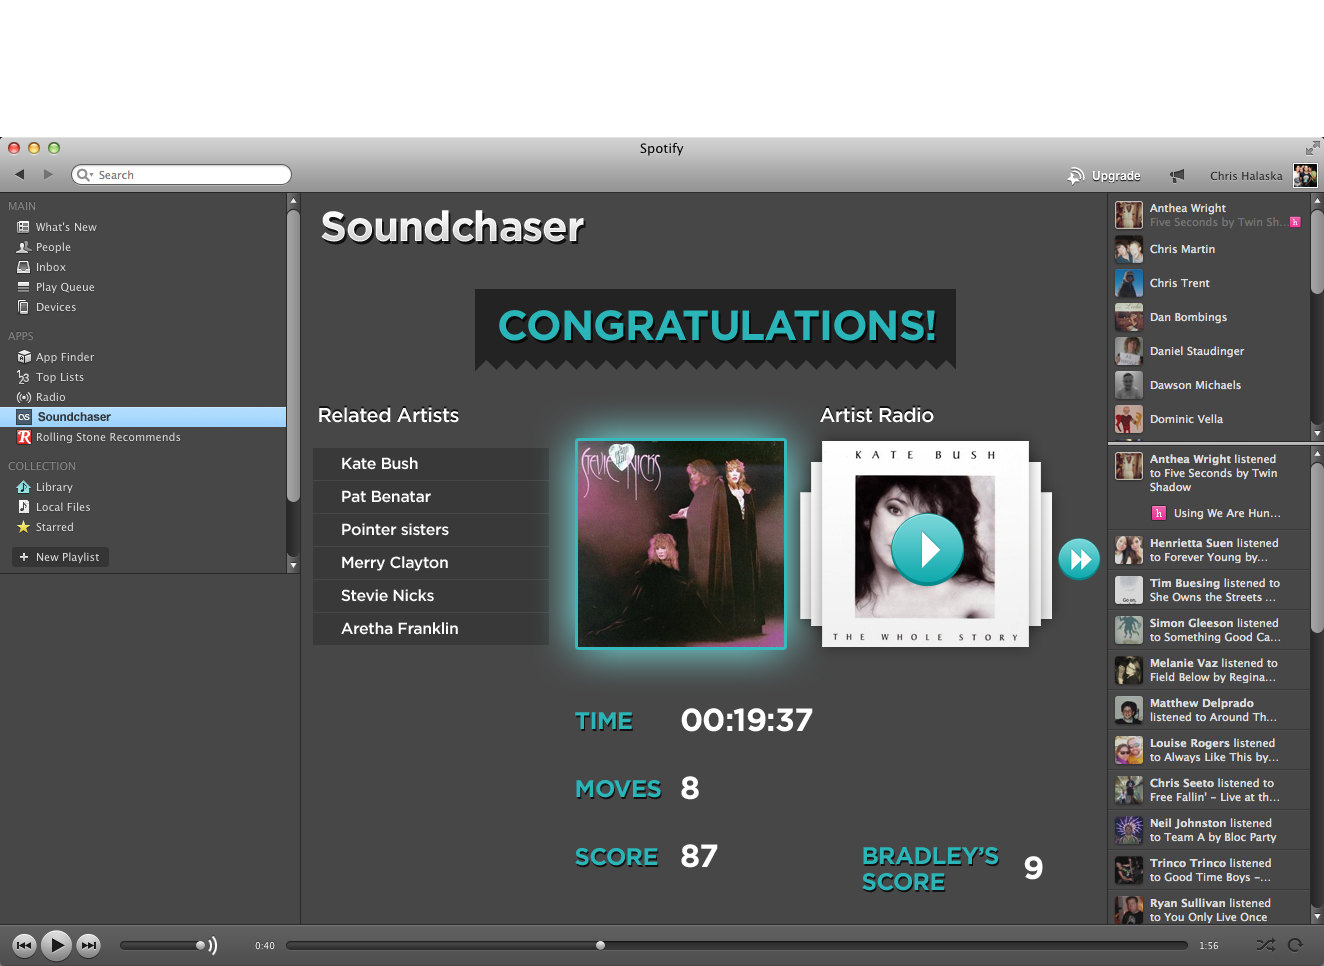 Spotify
Search
Upgrade
Chris Halaska
MAIN
What's New
People
Inbox
Play Queue
Devices
APPS
App Finder
Top Lists
Radio
Soundchaser
Rolling Stone Recommends
COLLECTION
Library
Local Files
Starred
+ New Playlist
Soundchaser
CONGRATULATIONS!
Related Artists
Kate Bush
Pat Benatar
Pointer sisters
Merry Clayton
Stevie Nicks
Aretha Franklin
STEVIE NICKS
Artist Radio
KATE BUSH
THE WHOLE STORY
TIME 00:19:37
MOVES 8
SCORE 87
BRADLEY'S
SCORE
9
Anthea Wright
Five Seconds by Twin Sh...
h
Chris Martin
Chris Trent
Dan Bombings
Daniel Staudinger
Dawson Michaels
Dominic Vella
Anthea Wright listened
to Five Seconds by Twin
Shadow
h Using We Are Hun...
Henrietta Suen listened
to Forever Young by...
Tim Buesing listened to
She Owns the Streets ...
Simon Gleeson listened
to Something Good Ca...
Melanie Vaz listened to
Field Below by Regina...
Matthew Delprado
listened to Around Th...
Louise Rogers listened
to Always Like This by...
Chris Seeto listened to
Free Fallin' – Live at th...
Neil Johnston listened
to Team A by Bloc Party
Trinco Trinco listened
to Good Time Boys –...
Ryan Sullivan listened
to You Only Live Once
0:40
1:56